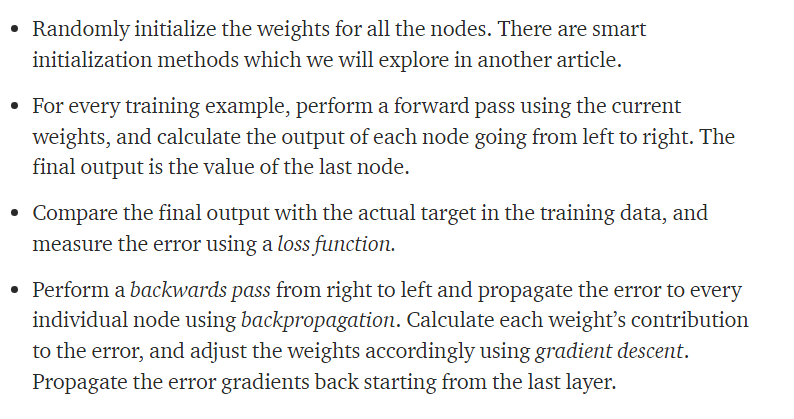 • Randomly initialize the weights for all the nodes. There are smart
initialization methods which we will explore in another article.
• For every training example, perform a forward pass using the current
weights, and calculate the output of each node going from left to right. The
final output is the value of the last node.
• Compare the final output with the actual target in the training data, and
measure the error using a loss function.
• Perform a backwards pass from right to left and propagate the error to every
individual node using backpropagation. Calculate each weight’s contribution
to the error, and adjust the weights accordingly using gradient descent.
Propagate the error gradients back starting from the last layer.